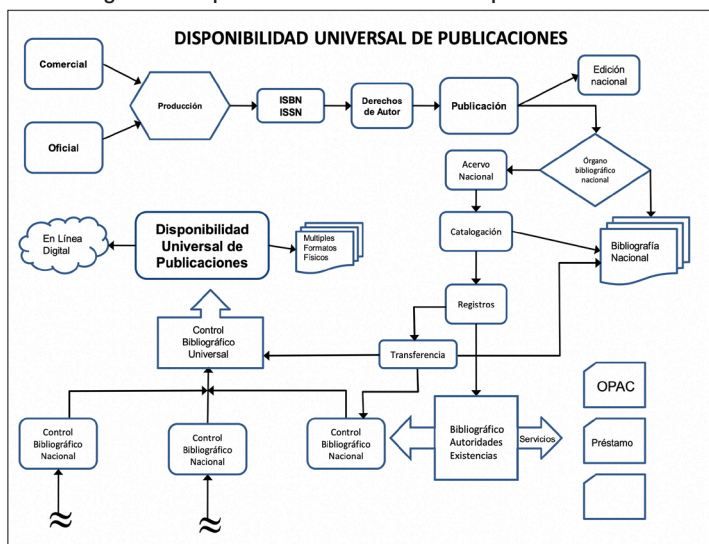 DISPONIBILIDAD UNIVERSAL DE PUBLICACIONES
Comercial
Oficial
Producción
ISBN
ISSN
Derechos
de Autor
Publicación
Edición
nacional
Órgano
bibliográfico
nacional
Acervo
Nacional
Catalogación
Bibliografía
Nacional
En Línea
Digital
Disponibilidad
Universal de
Publicaciones
Multiples
Formatos
Físicos
Registros
Control
Bibliográfico
Universal
Transferencia
Control
Bibliográfico
Nacional
Control
Bibliográfico
Nacional
Control
Bibliográfico
Nacional
Bibliográfico
Autoridades
Existencias
Servicios
OPAC
Préstamo
≈
≈